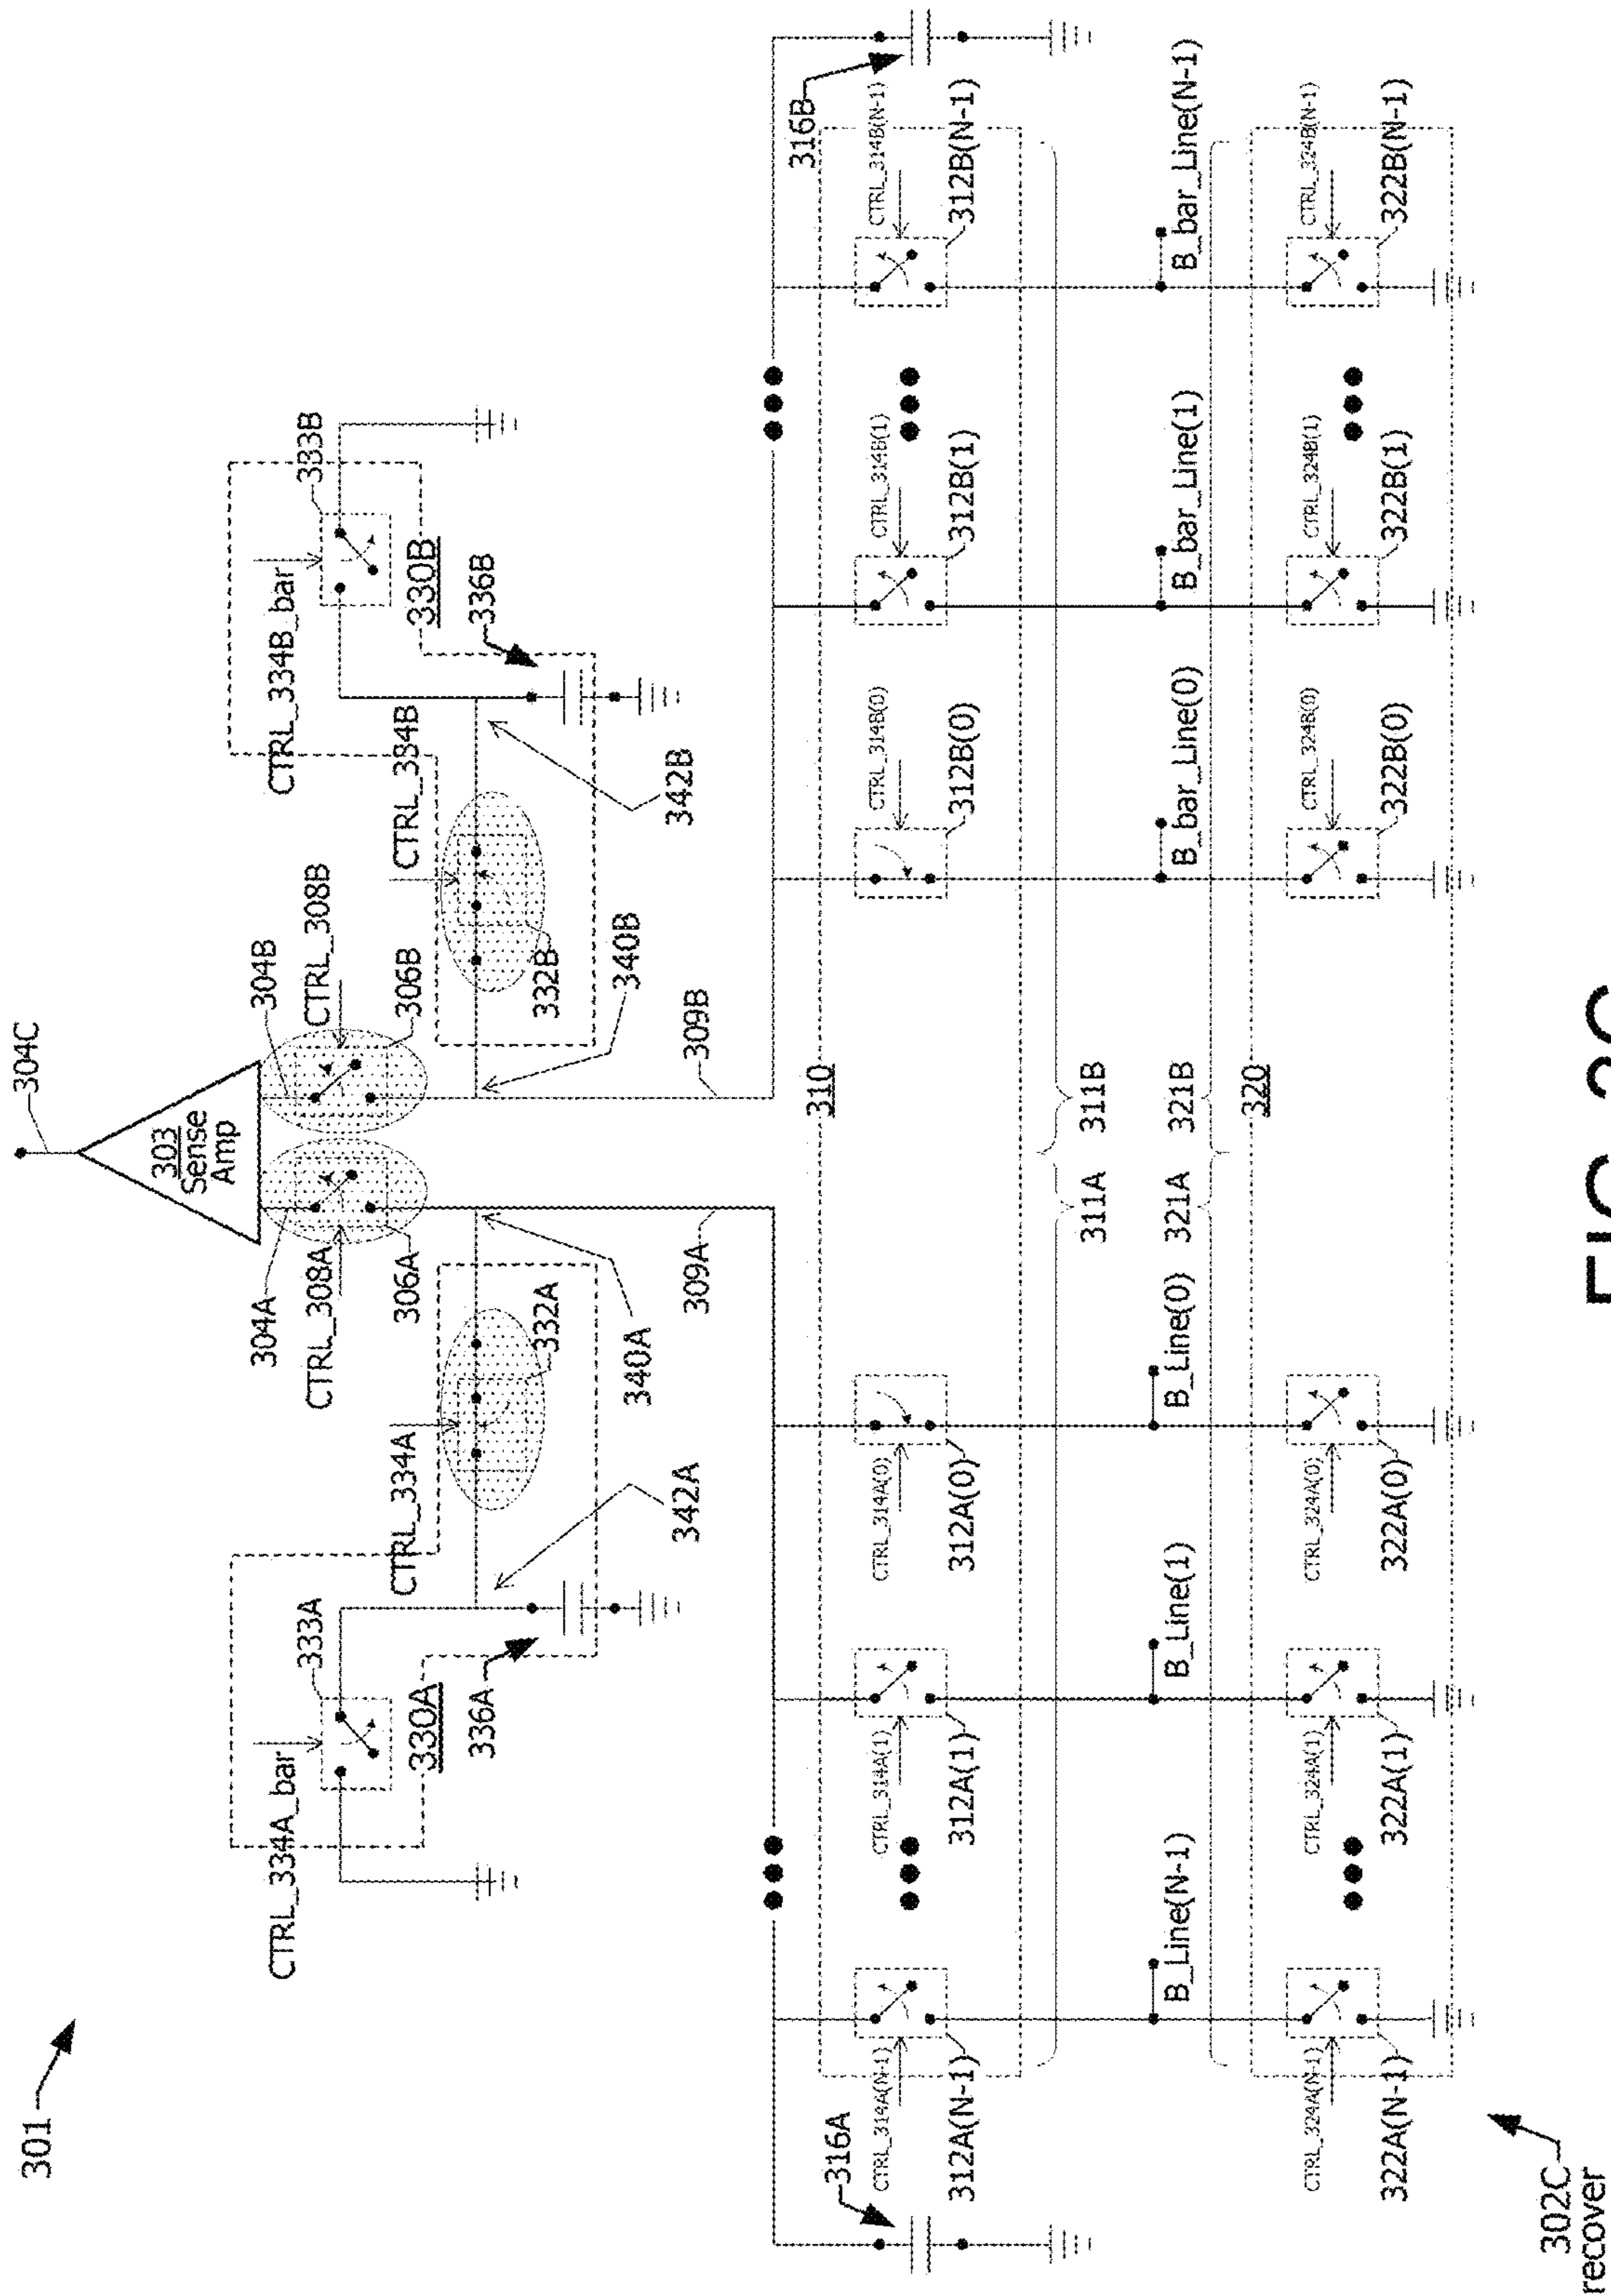 301
304C
303
Sense
Amp
304A
304B
CTRL_308A
CTRL_308B
306A
306B
CTRL_334A_bar
333A
CTRL_334B_bar
333B
330A
330B
CTRL_334A
CTRL_334B
336A
336B
332A
332B
342A
342B
340A
340B
309A
309B
316A
310
316B
CTRL_314A(N-1)
CTRL_314A(1)
CTRL_314A(0)
CTRL_314B(0)
CTRL_314B(1)
CTRL_314B(N-1)
312A(N-1)
312A(1)
312A(0)
312B(0)
312B(1)
312B(N-1)
311A
311B
B_Line(N-1)
B_Line(1)
B_Line(0)
B_bar_Line(0)
B_bar_Line(1)
B_bar_Line(N-1)
321A
321B
320
CTRL_324A(N-1)
CTRL_324A(1)
CTRL_324A(0)
CTRL_324B(0)
CTRL_324B(1)
CTRL_324B(N-1)
322A(N-1)
322A(1)
322A(0)
322B(0)
322B(1)
322B(N-1)
302C
recover